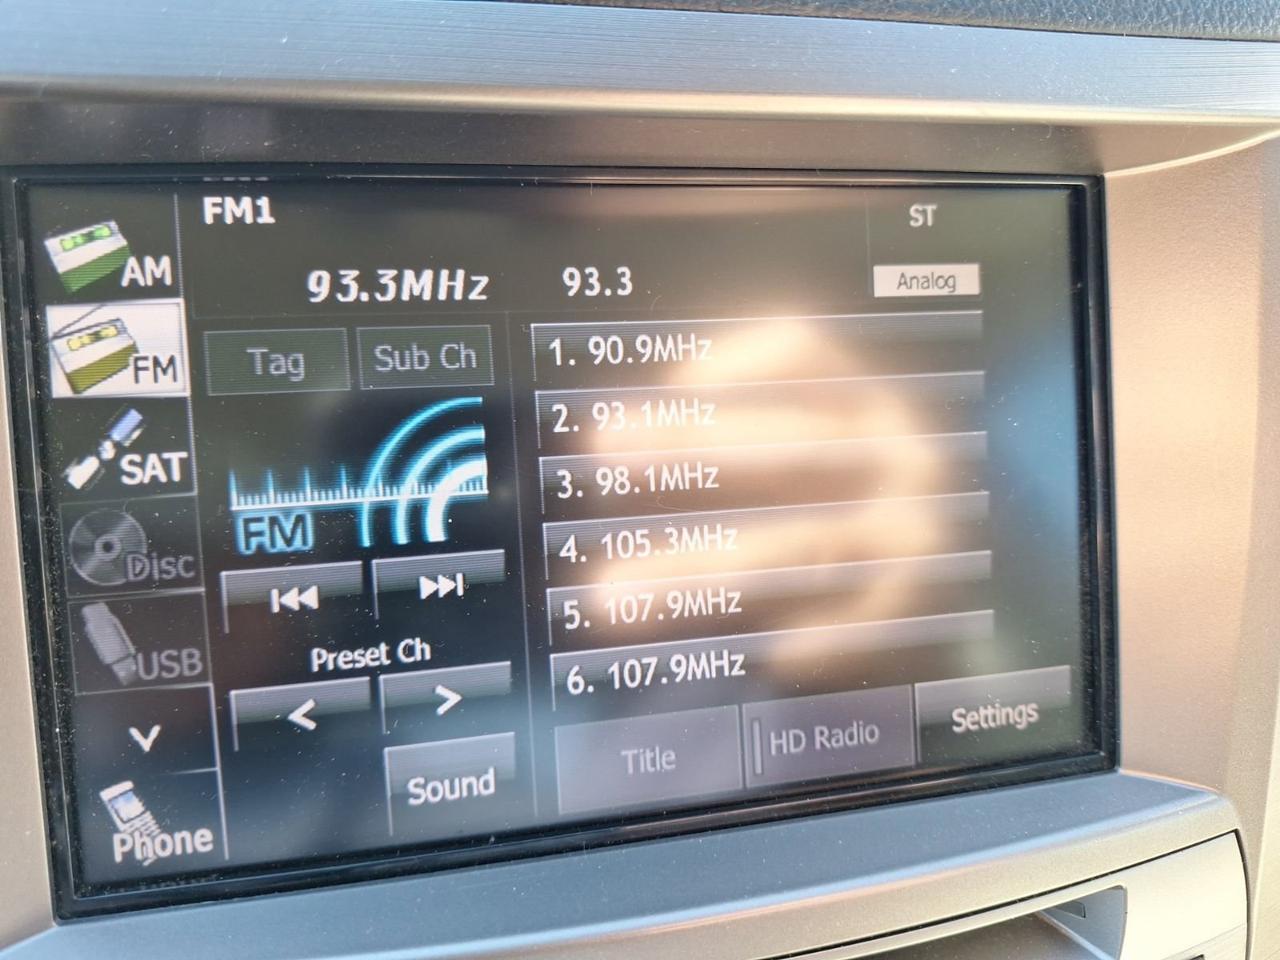 FM1
ST
AM
93.3MHz 93.3
Analog
FM
Tag
Sub Ch
1. 90.9MHz
2. 93.1MHz
SAT
3. 98.1MHz
FM
4. 105.3MHz
Disc
5. 107.9MHz
USB
Preset Ch
6. 107.9MHz
<
>
Title
HD Radio
Settings
Sound
Phone